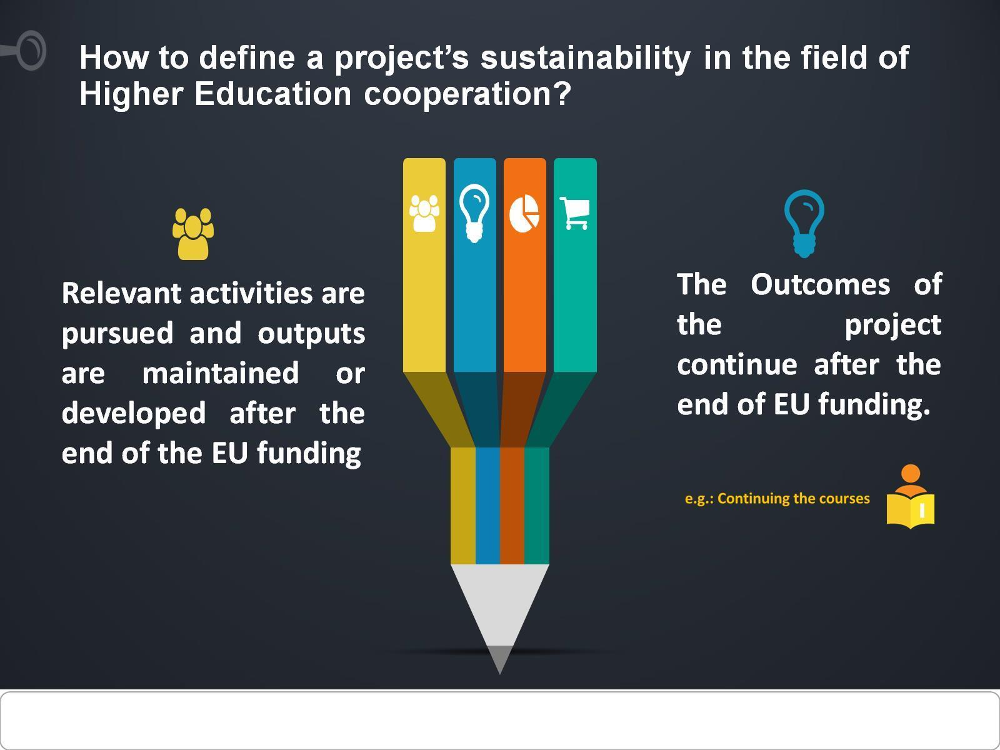 How to define a project’s sustainability in the field of
Higher Education cooperation?
Relevant activities are
pursued and outputs
are maintained or
developed after the
end of the EU funding
The Outcomes of
the project
continue after the
end of EU funding.
e.g.: Continuing the courses